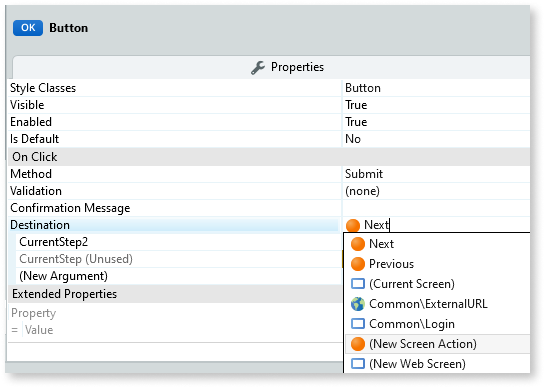 OK Button
Properties
Style Classes Button
Visible True
Enabled True
Is Default No
On Click
Method Submit
Validation (none)
Confirmation Message
Destination Next
CurrentStep2 Next
CurrentStep (Unused) Previous
(New Argument) (Current Screen)
Extended Properties Common\ExternalURL
Property Common\Login
= Value (New Screen Action)
(New Web Screen)